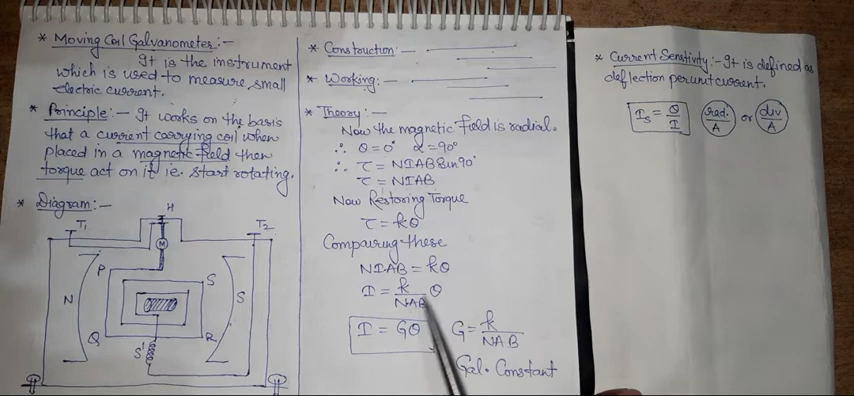 * Moving Coil Galvanometer:-
It is the instrument
which is used to measure small
electric current.
* Principle:- It works on the basis
that a current carrying coil when
placed in a magnetic field then
torque act on it ie. start rotating.
* Diagram:-
H
T1
T2
M
P
S
N
S
Q
R
S'
* Construction:-
* Working:-
* Theory:-
Now the magnetic field is radial.
∴ θ=0° α=90°
∴ τ = NIAB Sin90°
τ = NIAB
Now Restoring Torque
τ = kθ
Comparing these
NIAB = kθ
I = k/NAB θ
I = Gθ G = k/NAB
Gal. Constant
* Current Sensitivity:- It is defined as
deflection per unit current.
Is = θ/I rad./A or div/A